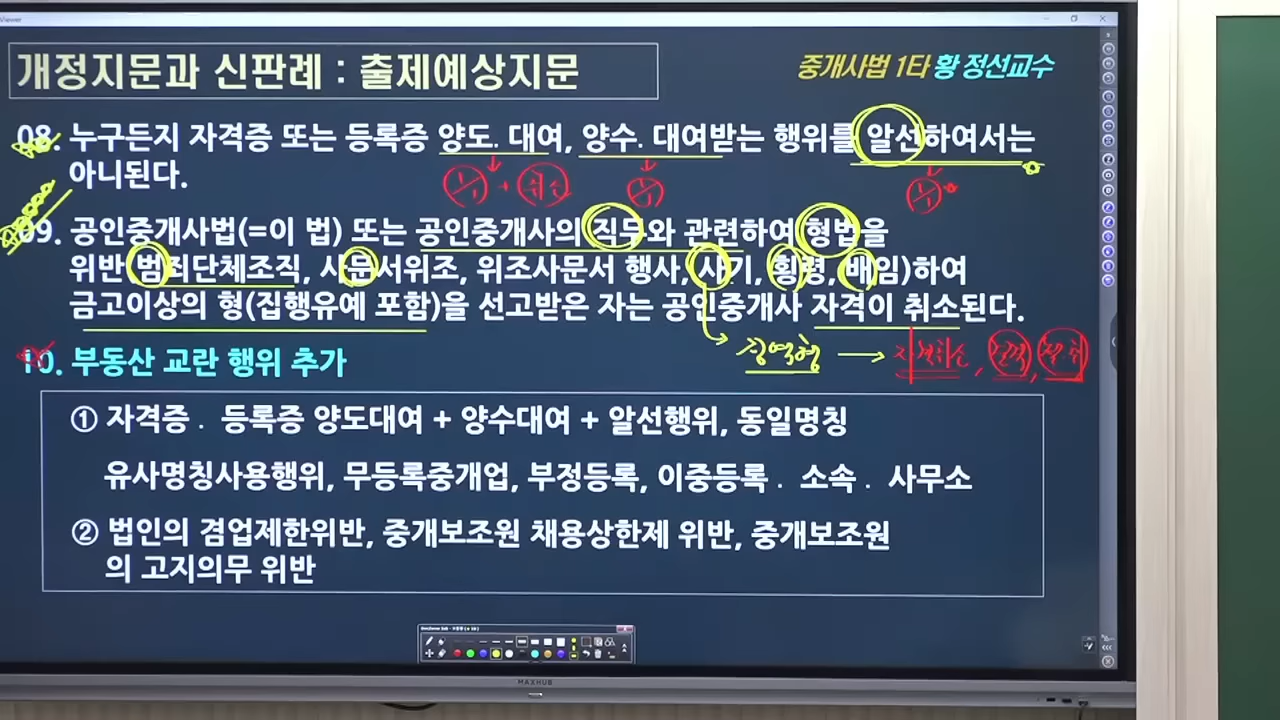 Viewer
개정지문과 신판례 : 출제예상지문
중개사법 1타 황 정선교수
08. 누구든지 자격증 또는 등록증 양도. 대여, 양수. 대여받는 행위를 알선하여서는
아니된다.
1/1 + 취소 1/1 1/1
09. 공인중개사법(=이 법) 또는 공인중개사의 직무와 관련하여 형법을
위반(범죄단체조직, 사문서위조, 위조사문서 행사, 사기, 횡령, 배임)하여
금고이상의 형(집행유예 포함)을 선고받은 자는 공인중개사 자격이 취소된다.
징역형
10. 부동산 교란 행위 추가
① 자격증 . 등록증 양도대여 + 양수대여 + 알선행위, 동일명칭
유사명칭사용행위, 무등록중개업, 부정등록, 이중등록 . 소속 . 사무소
② 법인의 겸업제한위반, 중개보조원 채용상한제 위반, 중개보조원
의 고지의무 위반
MAXHUB